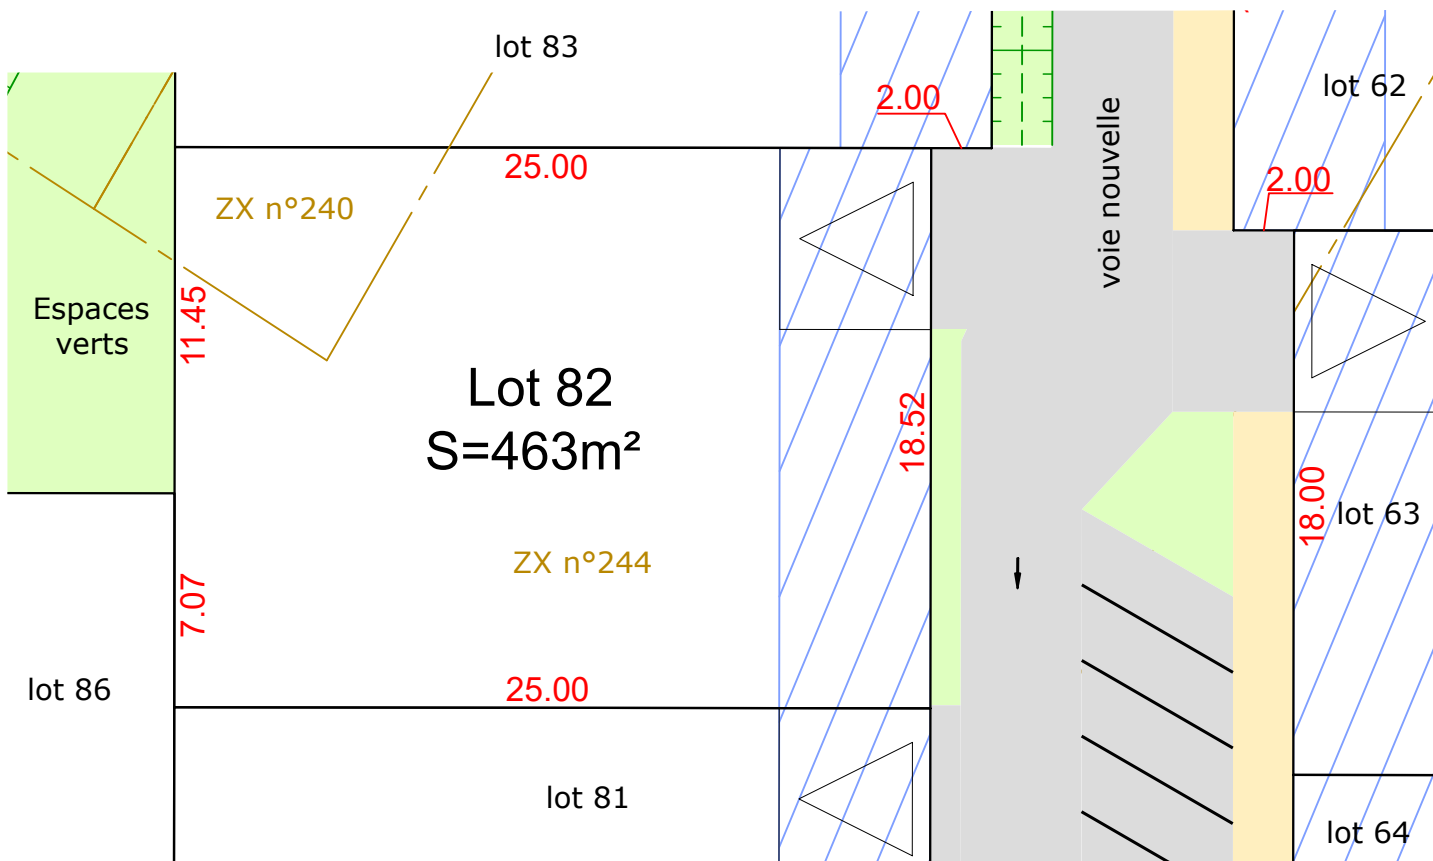 lot 83
lot 62
2.00
voie nouvelle
25.00
2.00
ZX n°240
Espaces
verts
11.45
Lot 82
S=463m²
18.52
18.00
lot 63
ZX n°244
7.07
lot 86
25.00
lot 81
lot 64